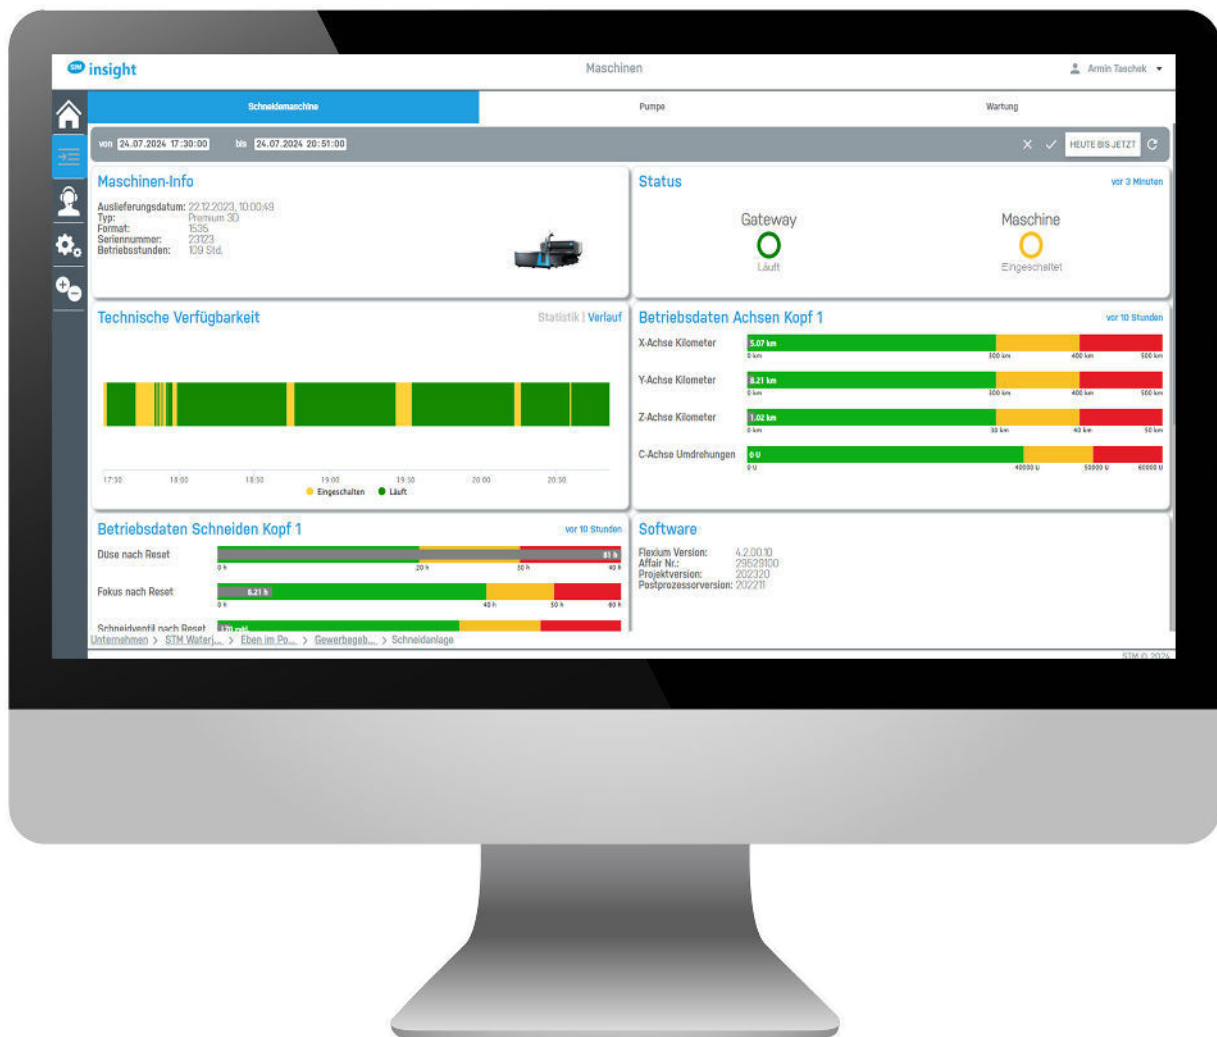 STM insight
Maschinen
Armin Taschek
Schneidemaschine
Pumpe
Wartung
von 24.07.2024 17:30:00 bis 24.07.2024 20:51:00
HEUTE BIS JETZT
Maschinen-Info
Auslieferungsdatum: 22.12.2023, 10:00:49
Typ: Premium 3D
Format: 1535
Seriennummer: 23123
Betriebsstunden: 109 Std.
Status
vor 3 Minuten
Gateway
Läuft
Maschine
Eingeschaltet
Technische Verfügbarkeit
Statistik | Verlauf
17:30 18:00 18:30 19:00 19:30 20:00 20:30
Eingeschalten Läuft
Betriebsdaten Achsen Kopf 1
vor 10 Stunden
X-Achse Kilometer 5.07 km
0 km 300 km 400 km 500 km
Y-Achse Kilometer 8.21 km
0 km 300 km 400 km 500 km
Z-Achse Kilometer 1.02 km
0 km 30 km 40 km 50 km
C-Achse Umdrehungen 0 U
0 U 40000 U 50000 U 60000 U
Betriebsdaten Schneiden Kopf 1
vor 10 Stunden
Düse nach Reset 81 h
0 h 20 h 30 h 40 h
Fokus nach Reset 8.21 h
0 h 40 h 50 h 60 h
Schneidventil nach Reset
Software
Flexium Version: 4.2.00.10
Affair Nr.: 29529100
Projektversion: 202320
Postprozessorversion: 202211
Unternehmen > STM Waterj... > Eben im Po... > Gewerbegeb... > Schneidanlage
STM © 2024